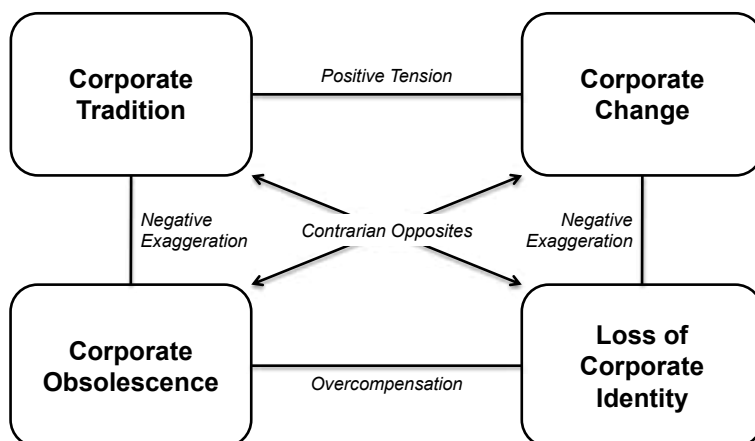 Corporate
Tradition
Positive Tension
Corporate
Change
Negative
Exaggeration
Contrarian Opposites
Negative
Exaggeration
Corporate
Obsolescence
Overcompensation
Loss of
Corporate
Identity